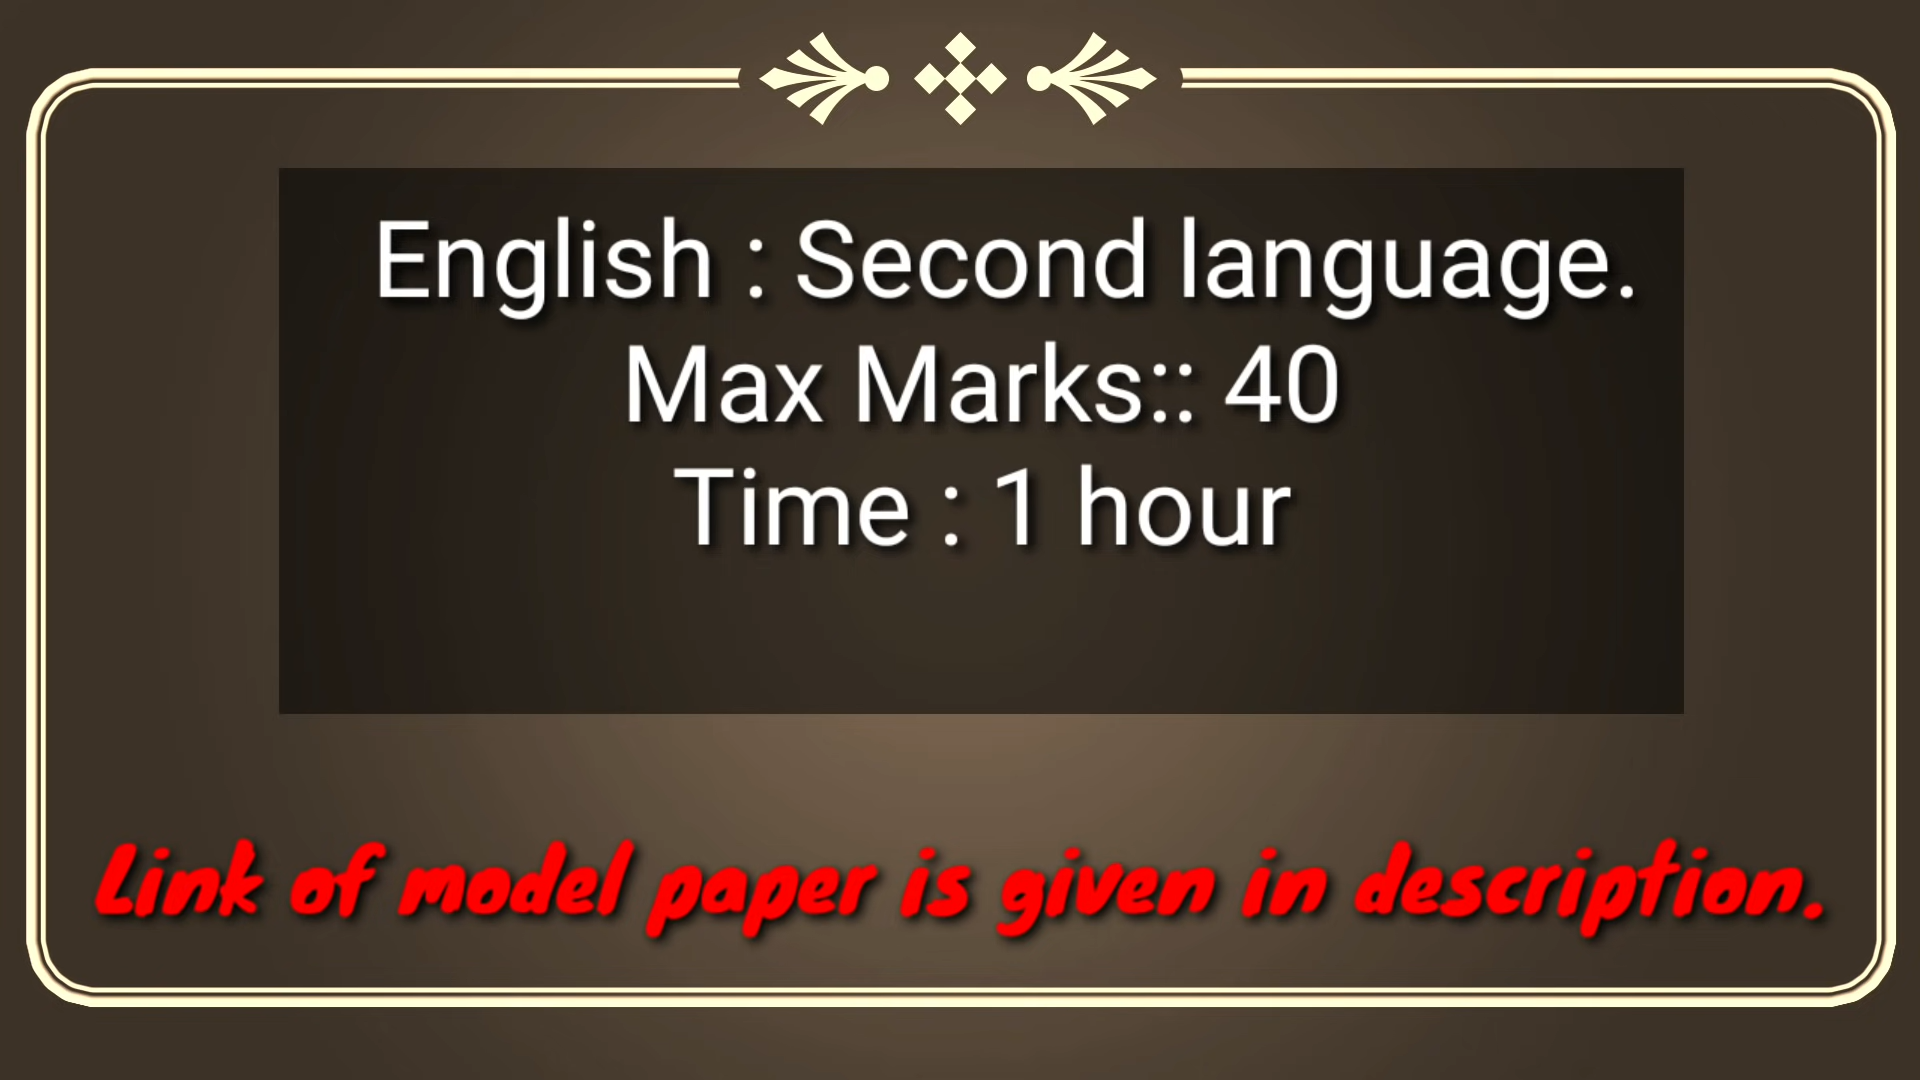 English : Second language.
Max Marks:: 40
Time : 1 hour
Link of model paper is given in description.